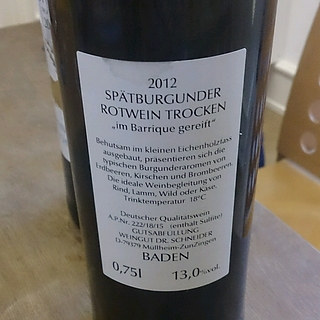 2012
SPÄTBURGUNDER
ROTWEIN TROCKEN
„im Barrique gereift“
Behutsam im kleinen Eichenholzfass
ausgebaut, präsentieren sich die
typischen Burgunderaromen von
Erdbeeren, Kirschen und Brombeeren.
Die ideale Weinbegleitung von
Rind, Lamm, Wild oder Käse.
Trinktemperatur 18°C
Deutscher Qualitätswein
A.P.Nr. 222/18/15 (enthält Sulfite)
GUTSABFÜLLUNG
WEINGUT DR. SCHNEIDER
D-79379 Müllheim-Zunzingen
BADEN
0,75l 13,0%vol.